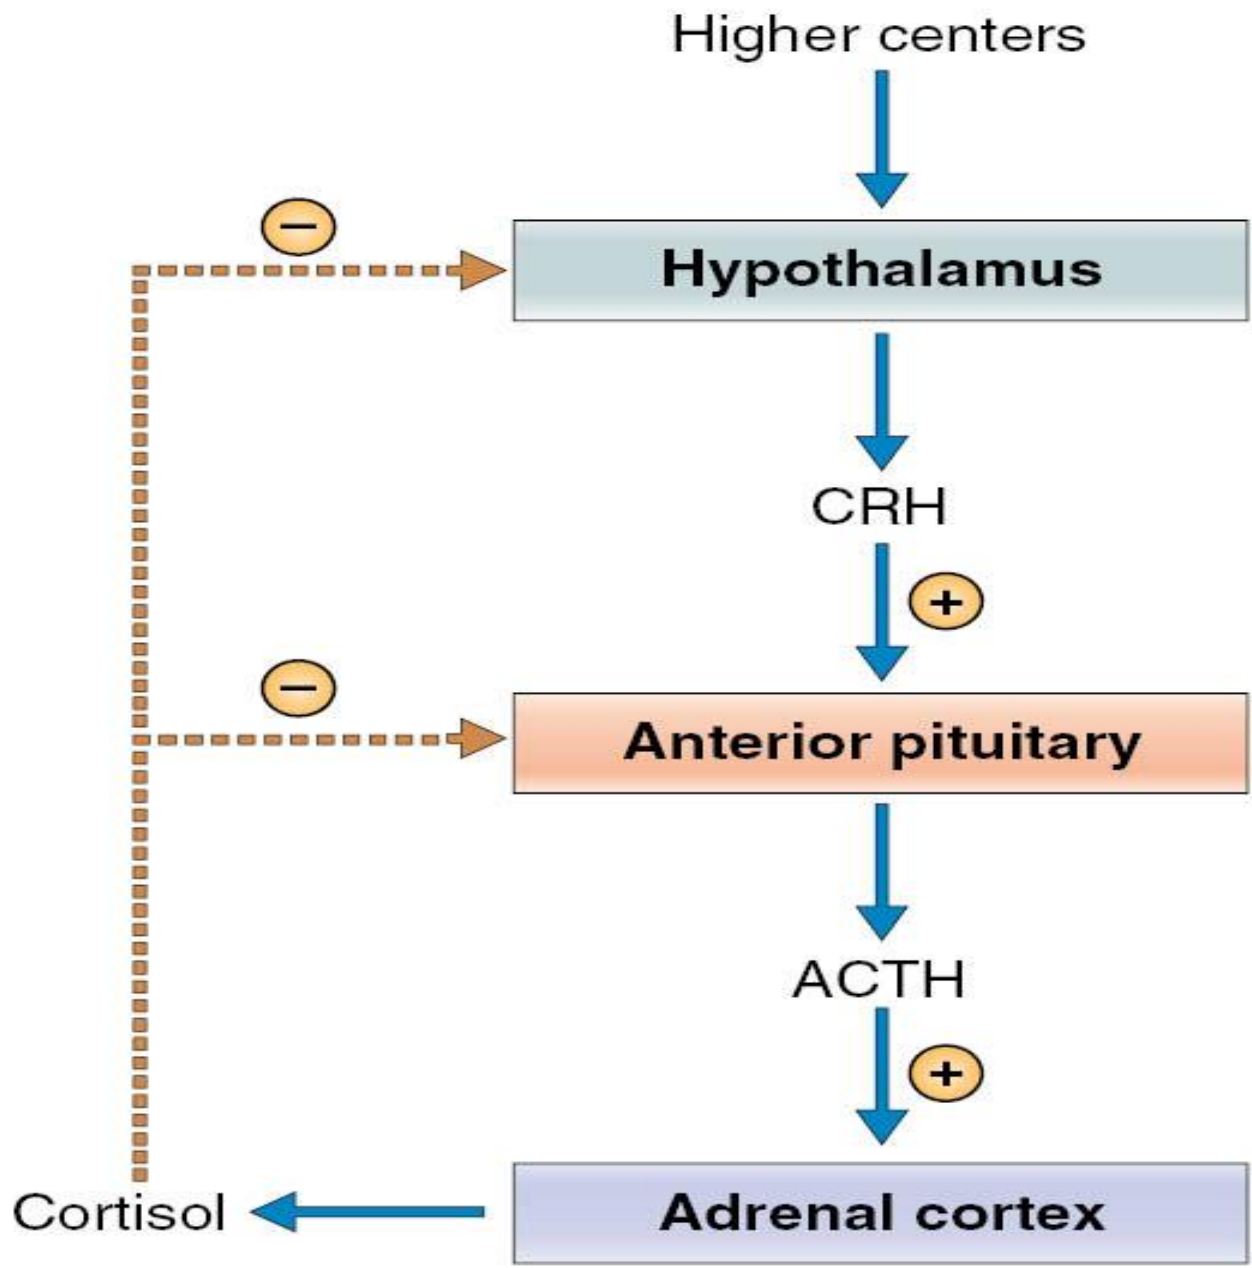 Higher centers
−
Hypothalamus
CRH
+
−
Anterior pituitary
ACTH
+
Cortisol
Adrenal cortex